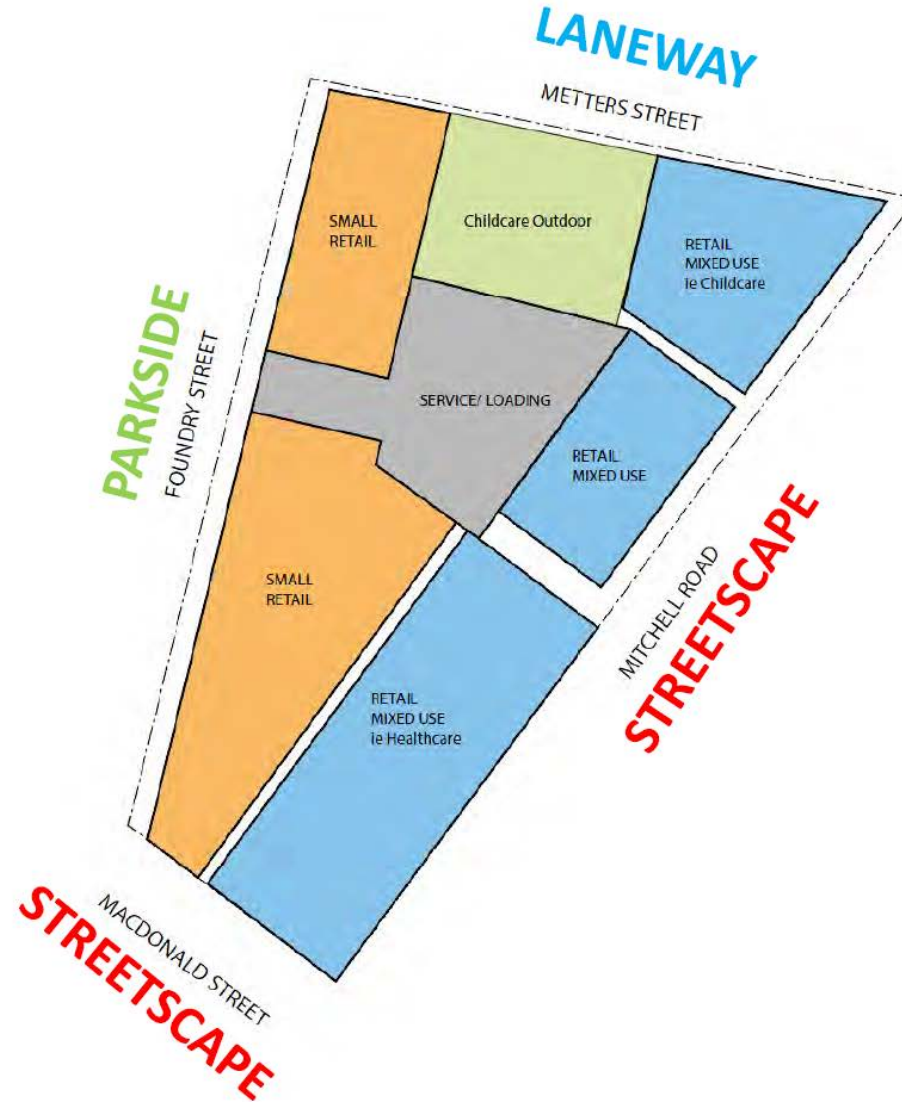 LANEWAY
METTERS STREET
SMALL
RETAIL
Childcare Outdoor
RETAIL
MIXED USE
ie Childcare
PARKSIDE
FOUNDRY STREET
SERVICE/ LOADING
RETAIL
MIXED USE
SMALL
RETAIL
MITCHELL ROAD
STREETSCAPE
RETAIL
MIXED USE
ie Healthcare
MACDONALD STREET
STREETSCAPE